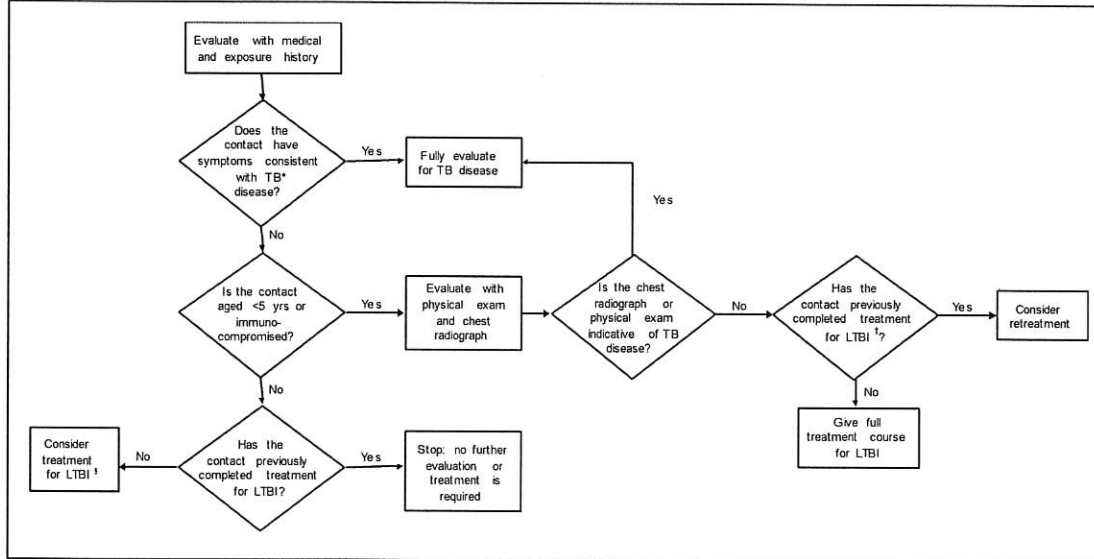 Evaluate with medical
and exposure history
Does the
contact have
symptoms consistent
with TB*
disease?
Yes
Fully evaluate
for TB disease
Yes
No
Is the contact
aged <5 yrs or
immuno-
compromised?
Yes
Evaluate with
physical exam
and chest
radiograph
Is the chest
radiograph or
physical exam
indicative of TB
disease?
No
Has the
contact previously
completed treatment
for LTBI †?
Yes
Consider
retreatment
No
Give full
treatment course
for LTBI
No
Has the
contact previously
completed treatment
for LTBI?
No
Consider
treatment
for LTBI
Yes
Stop: no further
evaluation or
treatment is
required